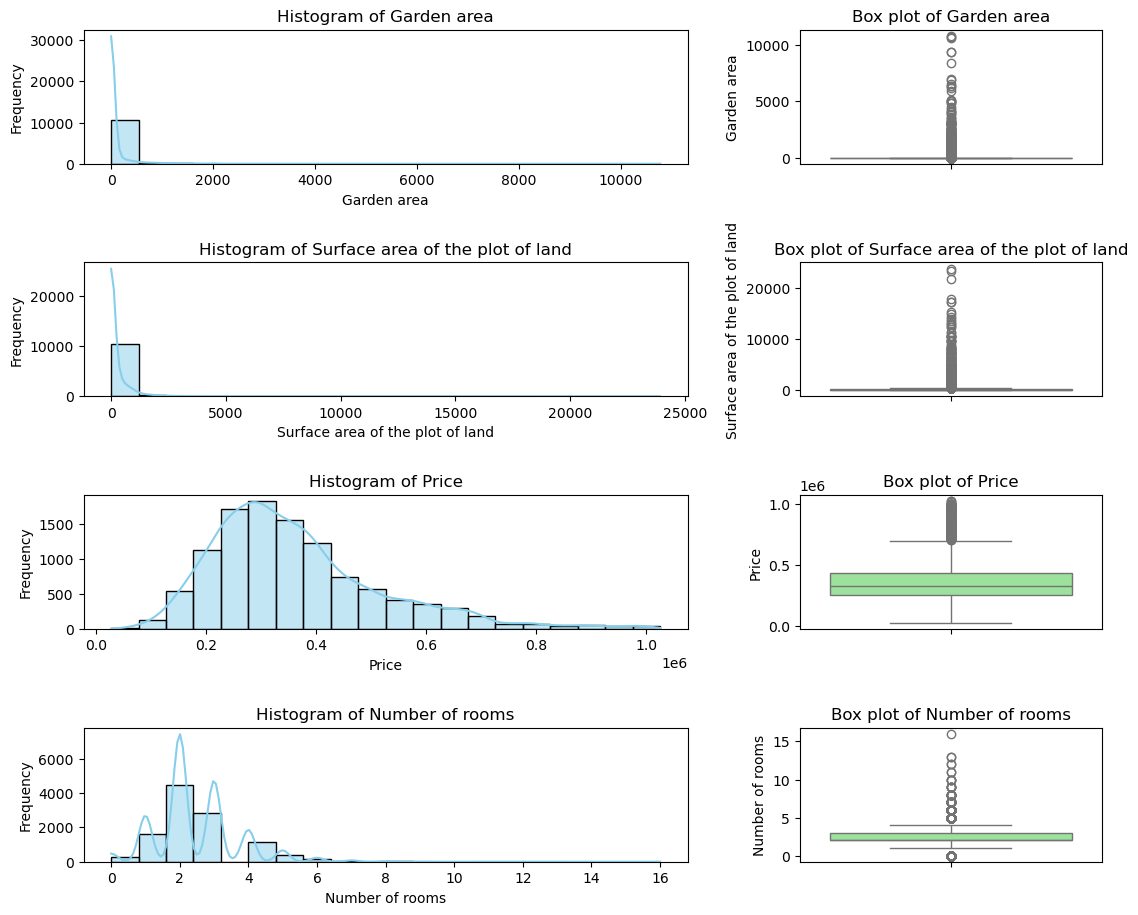 Histogram of Garden area
Frequency
30000
20000
10000
0
0 2000 4000 6000 8000 10000
Garden area
Box plot of Garden area
Garden area
10000
5000
0
Histogram of Surface area of the plot of land
Frequency
20000
10000
0
0 5000 10000 15000 20000 25000
Surface area of the plot of land
Box plot of Surface area of the plot of land
Surface area of the plot of land
20000
10000
0
Histogram of Price
Frequency
1500
1000
500
0
0.0 0.2 0.4 0.6 0.8 1.0
1e6
Price
Box plot of Price
1e6
Price
1.0
0.5
0.0
Histogram of Number of rooms
Frequency
6000
4000
2000
0
0 2 4 6 8 10 12 14 16
Number of rooms
Box plot of Number of rooms
Number of rooms
15
10
5
0